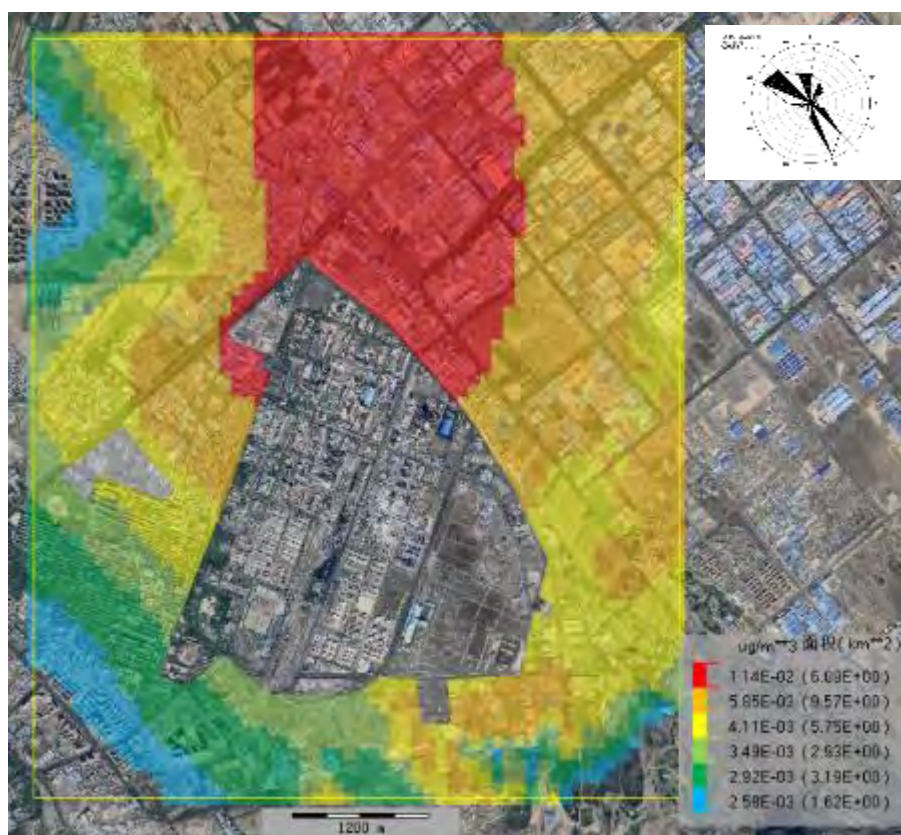 ug/m**3 面积( km**2)
1.14E-02 (6.09E+00)
5.85E-03 (9.57E+00)
4.11E-03 (5.75E+00)
3.49E-03 (2.93E+00)
2.92E-03 (3.19E+00)
2.58E-03 (1.62E+00)
1200 m